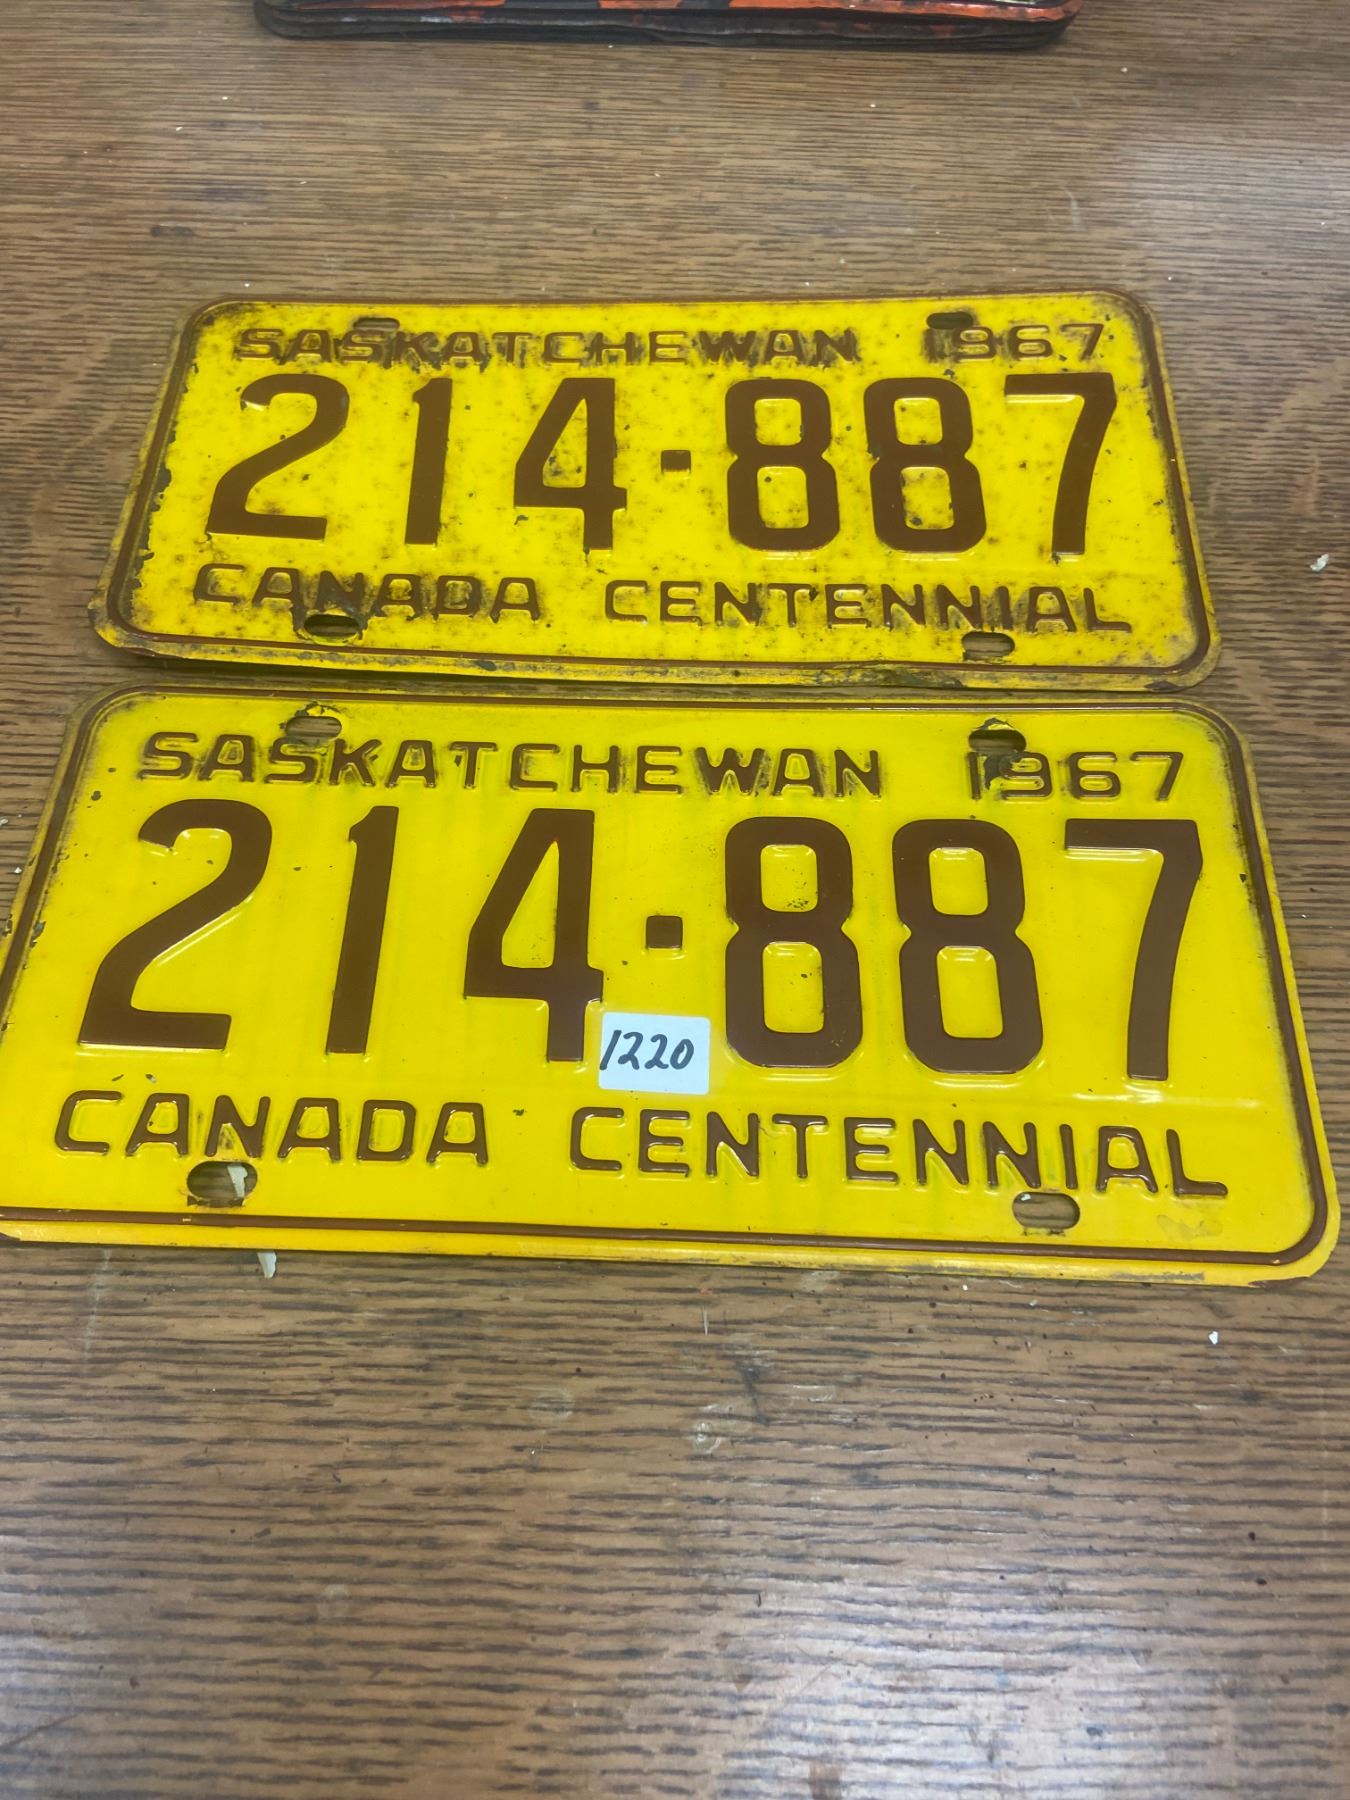 SASKATCHEWAN 1967
214-887
CANADA CENTENNIAL
SASKATCHEWAN 1967
214-887
1220
CANADA CENTENNIAL